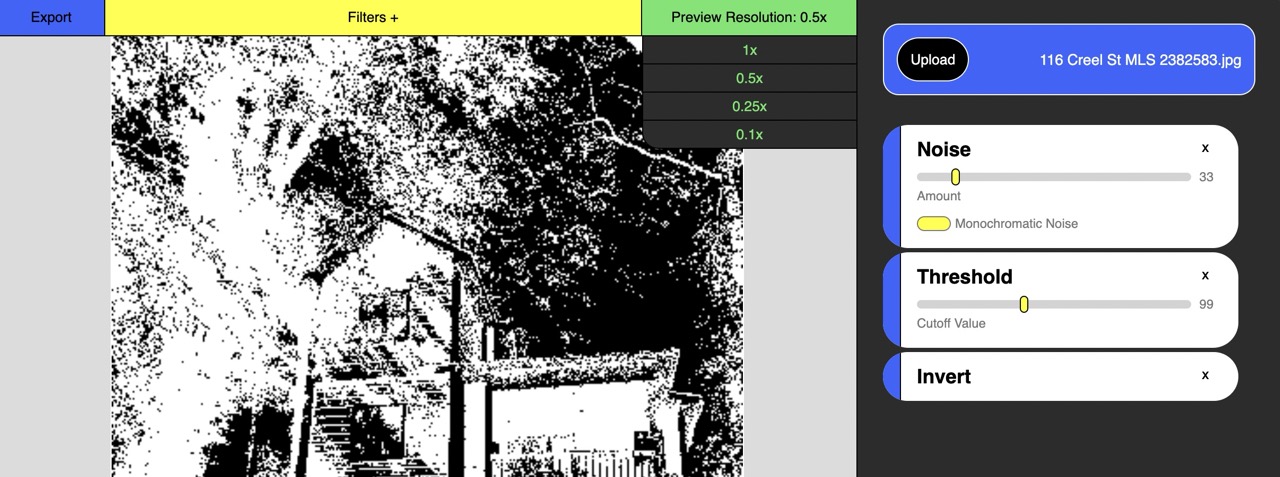 Export
Filters +
Preview Resolution: 0.5x
1x
0.5x
0.25x
0.1x
Upload
116 Creel St MLS 2382583.jpg
Noise x
33
Amount
Monochromatic Noise
Threshold x
99
Cutoff Value
Invert x